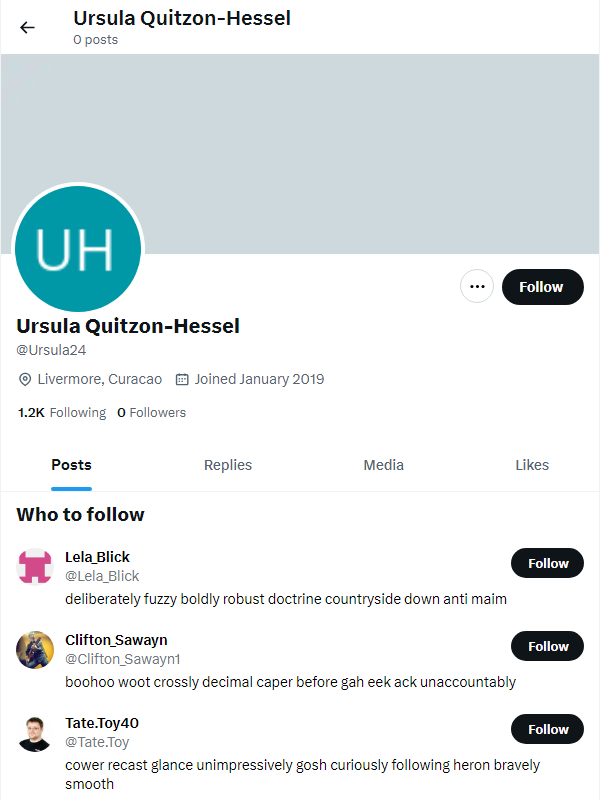 Ursula Quitzon-Hessel
0 posts
UH
Follow
Ursula Quitzon-Hessel
@Ursula24
Livermore, Curacao Joined January 2019
1.2K Following 0 Followers
Posts Replies Media Likes
Who to follow
Lela_Blick
@Lela_Blick
Follow
deliberately fuzzy boldly robust doctrine countryside down anti maim
Clifton_Sawayn
@Clifton_Sawayn1
Follow
boohoo woot crossly decimal caper before gah eek ack unaccountably
Tate.Toy40
@Tate.Toy
Follow
cower recast glance unimpressively gosh curiously following heron bravely
smooth